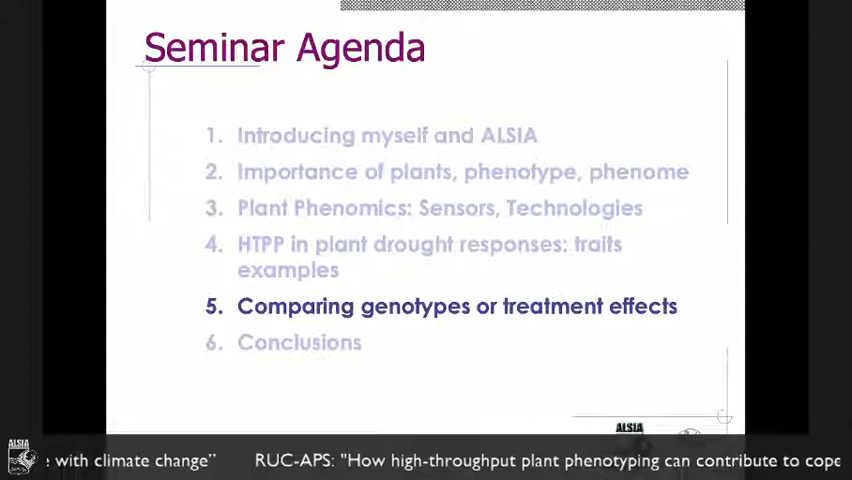 Seminar Agenda
1. Introducing myself and ALSIA
2. Importance of plants, phenotype, phenome
3. Plant Phenomics: Sensors, Technologies
4. HTPP in plant drought responses: traits
examples
5. Comparing genotypes or treatment effects
6. Conclusions
ALSIA
ALSIA
e with climate change” RUC-APS: "How high-throughput plant phenotyping can contribute to cope